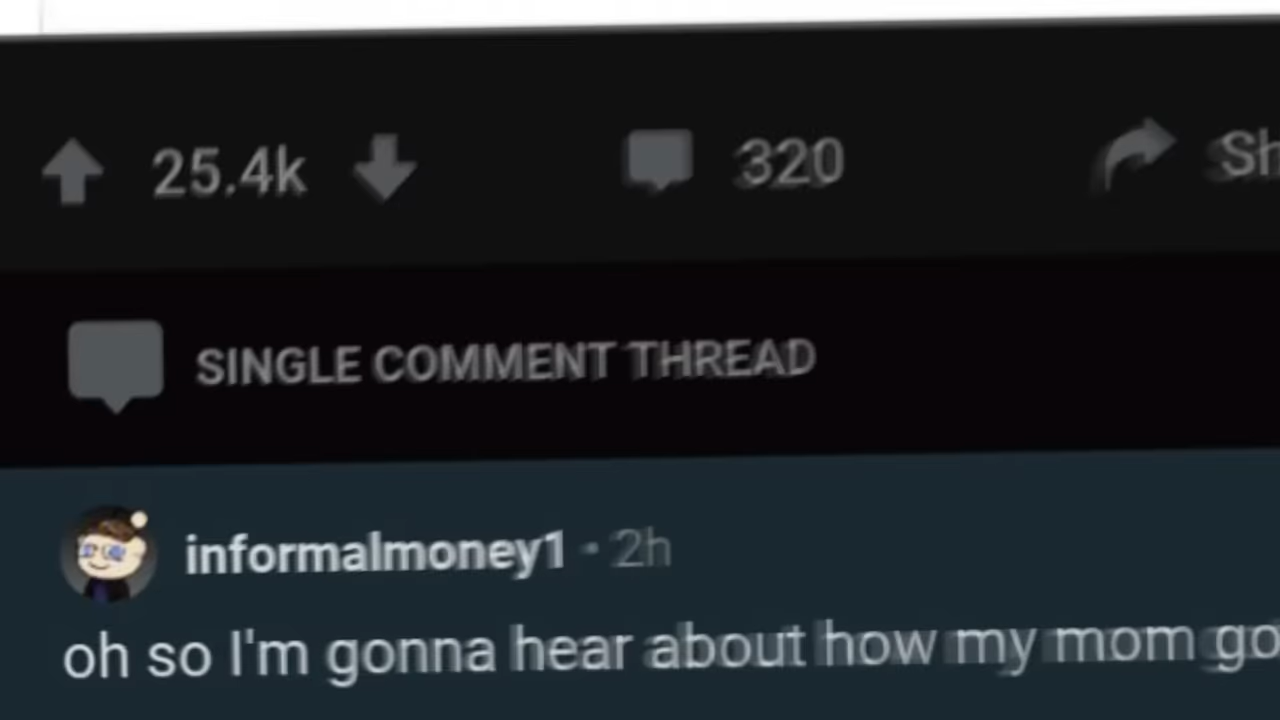 25.4k 320 Sh
SINGLE COMMENT THREAD
informalmoney1 • 2h
oh so I'm gonna hear about how my mom go